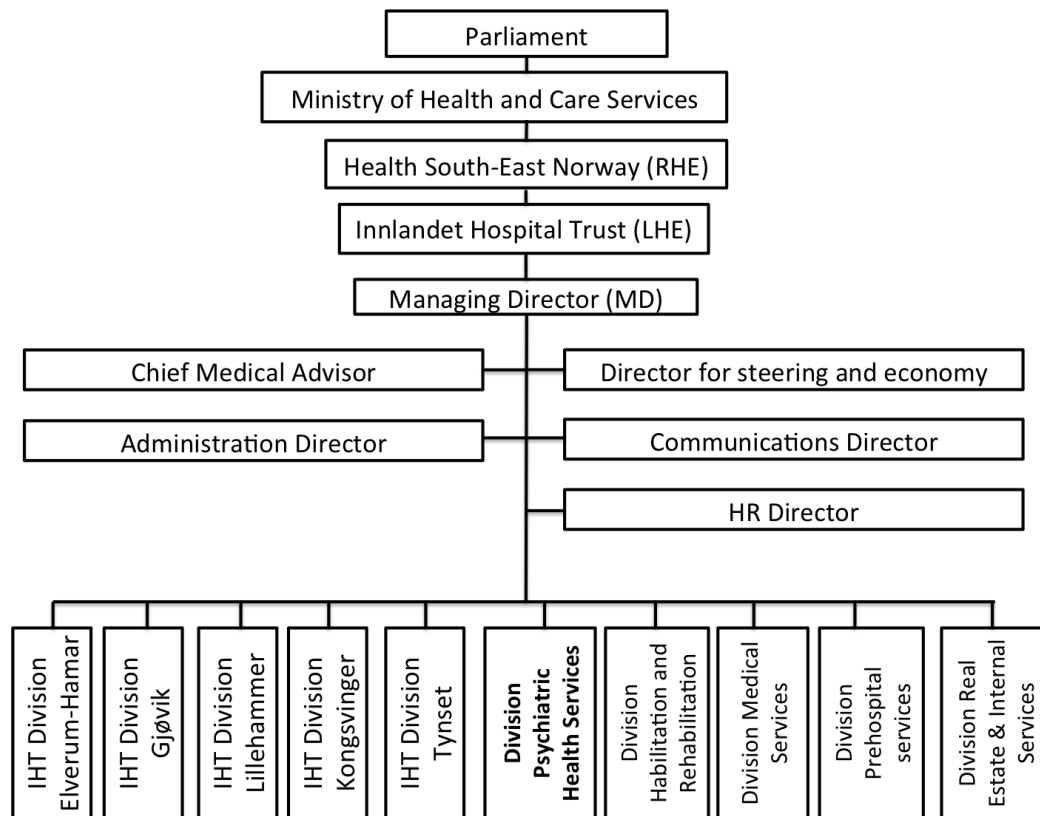 Parliament
Ministry of Health and Care Services
Health South-East Norway (RHE)
Innlandet Hospital Trust (LHE)
Managing Director (MD)
Chief Medical Advisor
Director for steering and economy
Administration Director
Communications Director
HR Director
IHT Division
Elverum-Hamar
IHT Division
Gjøvik
IHT Division
Lillehammer
IHT Division
Kongsvinger
IHT Division
Tynset
Division
Psychiatric
Health Services
Division
Habilitation and
Rehabilitation
Division Medical
Services
Division
Prehospital
services
Division Real
Estate & Internal
Services